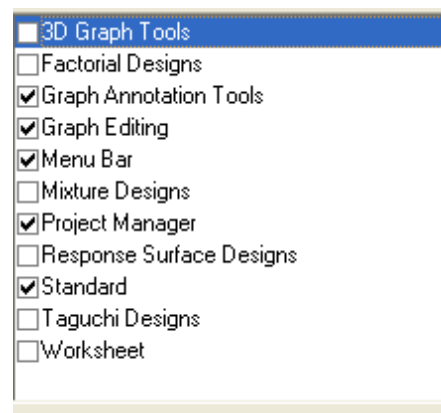 3D Graph Tools
Factorial Designs
Graph Annotation Tools
Graph Editing
Menu Bar
Mixture Designs
Project Manager
Response Surface Designs
Standard
Taguchi Designs
Worksheet